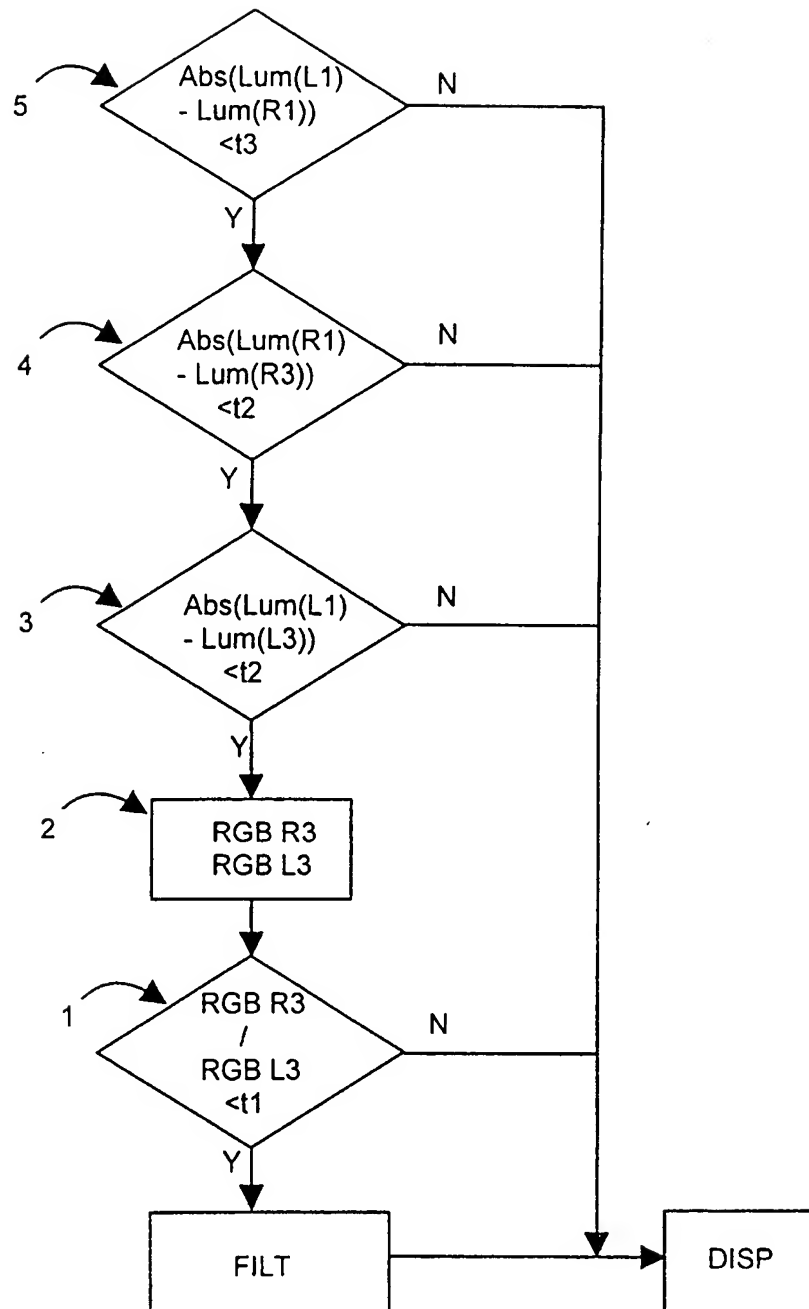 5
Abs(Lum(L1)
- Lum(R1))
<t3
N
Y
4
Abs(Lum(R1)
- Lum(R3))
<t2
N
Y
3
Abs(Lum(L1)
- Lum(L3))
<t2
N
Y
2
RGB R3
RGB L3
1
RGB R3
/
RGB L3
<t1
N
Y
FILT
DISP